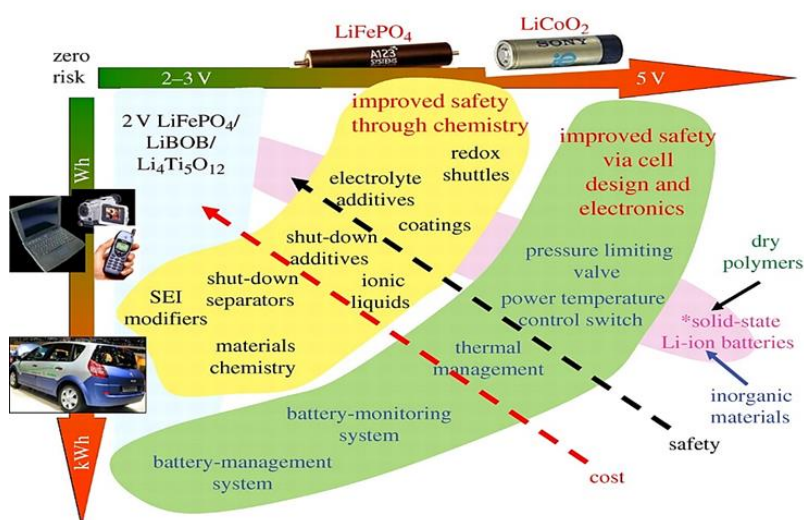 LiFePO₄
LiCoO₂
A123
SYSTEMS
SONY
zero
risk
2–3 V
5 V
2 V LiFePO₄/
LiBOB/
Li₄Ti₅O₁₂
improved safety
through chemistry
redox
shuttles
electrolyte
additives
coatings
shut-down
additives
shut-down
separators
ionic
liquids
SEI
modifiers
materials
chemistry
improved safety
via cell
design and
electronics
pressure limiting
valve
power temperature
control switch
thermal
management
battery-monitoring
system
battery-management
system
dry
polymers
*solid-state
Li-ion batteries
inorganic
materials
safety
cost
Wh
kWh